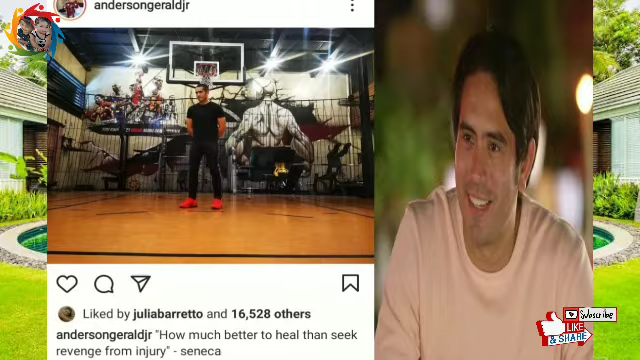 andersongeraldjr
Liked by juliabarretto and 16,528 others
andersongeraldjr "How much better to heal than seek
revenge from injury" - seneca
Subscribe
LIKE
& SHARE